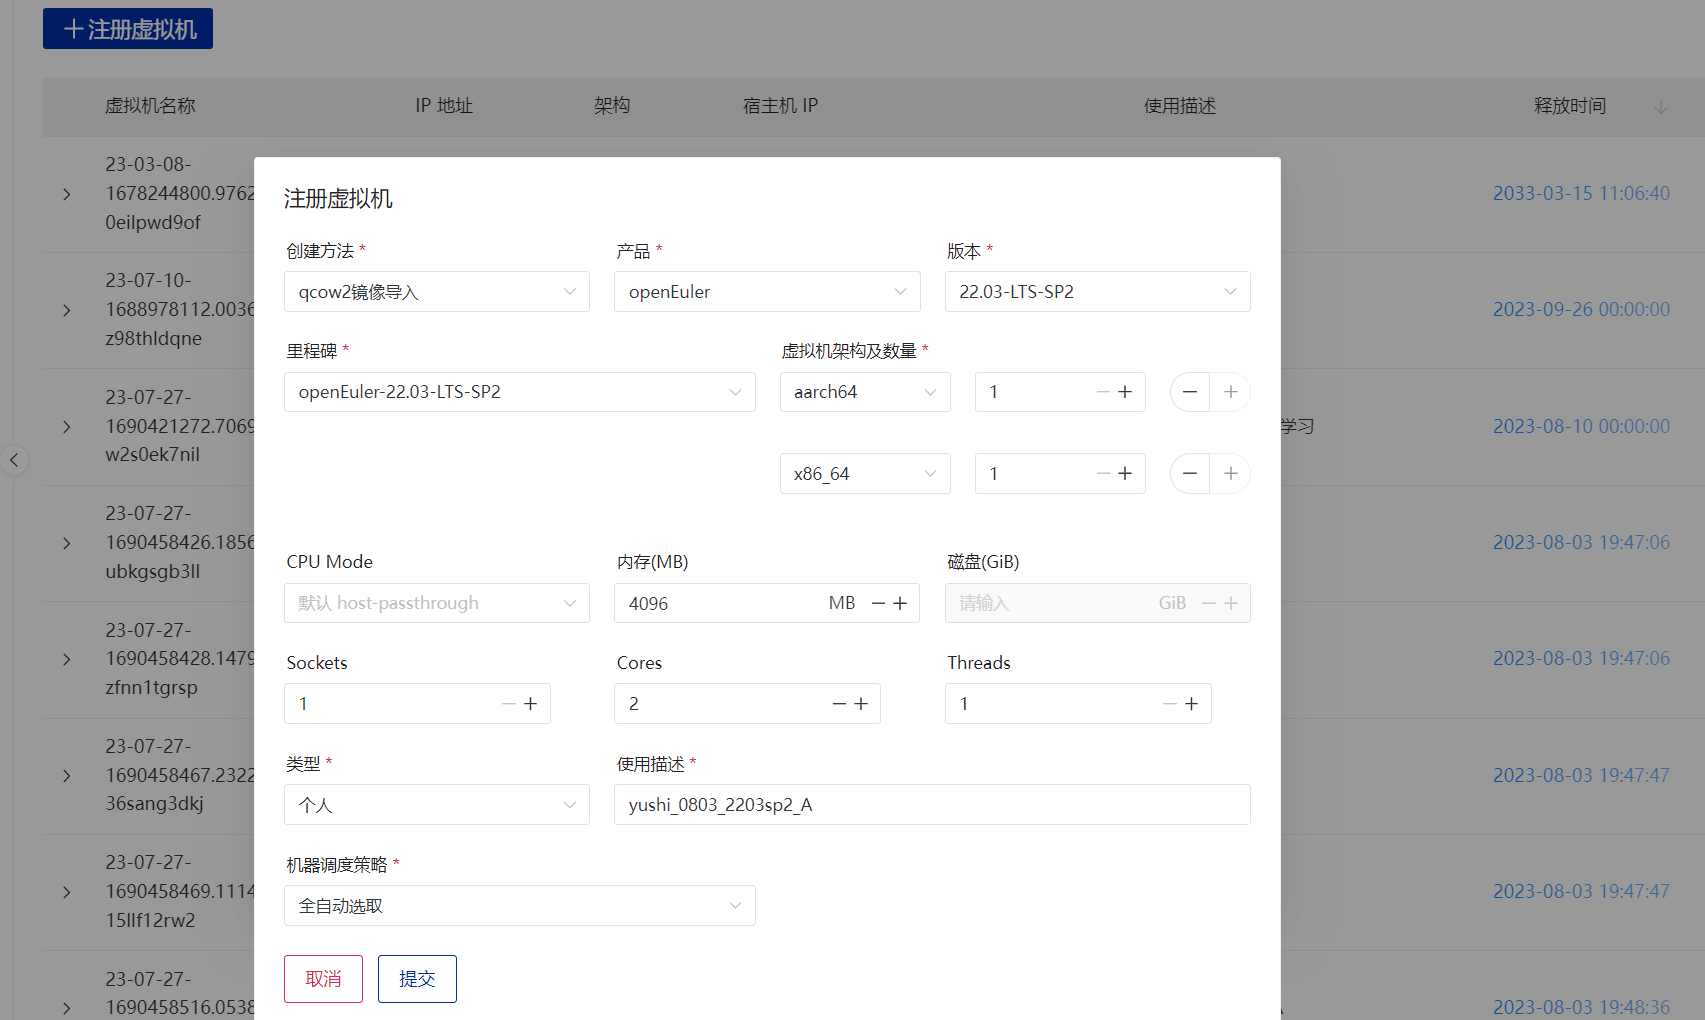 ＋注册虚拟机
虚拟机名称 IP 地址 架构 宿主机 IP 使用描述 释放时间
23-03-08-
1678244800.9762
0eilpwd9of
2033-03-15 11:06:40
23-07-10-
1688978112.0036
z98thldqne
2023-09-26 00:00:00
23-07-27-
1690421272.7069
w2s0ek7nil
学习
2023-08-10 00:00:00
23-07-27-
1690458426.1856
ubkgsgb3ll
2023-08-03 19:47:06
23-07-27-
1690458428.1479
zfnn1tgrsp
2023-08-03 19:47:06
23-07-27-
1690458467.2322
36sang3dkj
2023-08-03 19:47:47
23-07-27-
1690458469.1114
15llf12rw2
2023-08-03 19:47:47
23-07-27-
1690458516.0538
2023-08-03 19:48:36
注册虚拟机
创建方法 * 产品 * 版本 *
qcow2镜像导入 openEuler 22.03-LTS-SP2
里程碑 * 虚拟机架构及数量 *
openEuler-22.03-LTS-SP2 aarch64 1
x86_64 1
CPU Mode 内存(MB) 磁盘(GiB)
默认 host-passthrough 4096 MB 请输入 GiB
Sockets Cores Threads
1 2 1
类型 * 使用描述 *
个人 yushi_0803_2203sp2_A
机器调度策略 *
全自动选取
取消 提交